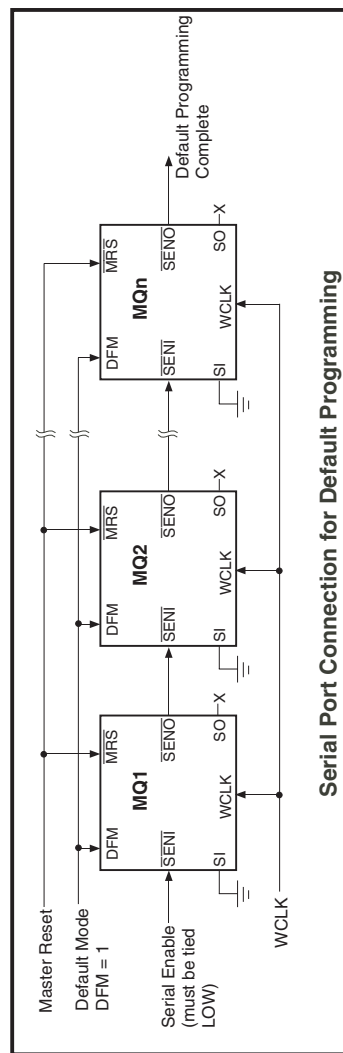 Master Reset
Default Mode
DFM = 1
DFM
MRS
DFM
MRS
DFM
MRS
MQ1
MQ2
MQn
Serial Enable
(must be tied
LOW)
SENI
SENO
SENI
SENO
SENI
SENO
Default Programming
Complete
SI
WCLK
SO
X
SI
WCLK
SO
X
SI
WCLK
SO
X
WCLK
Serial Port Connection for Default Programming